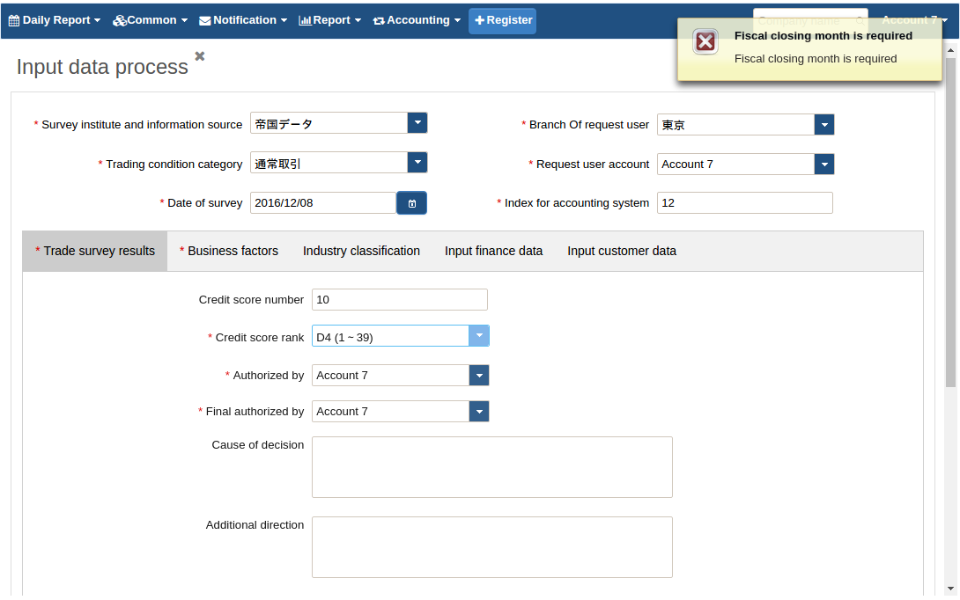 Daily Report Common Notification Report Accounting + Register Company name Account 7
Fiscal closing month is required
Fiscal closing month is required
Input data process
* Survey institute and information source 帝国データ * Branch Of request user 東京
* Trading condition category 通常取引 * Request user account Account 7
* Date of survey 2016/12/08 * Index for accounting system 12
* Trade survey results * Business factors Industry classification Input finance data Input customer data
Credit score number 10
* Credit score rank D4 (1 ~ 39)
* Authorized by Account 7
* Final authorized by Account 7
Cause of decision
Additional direction